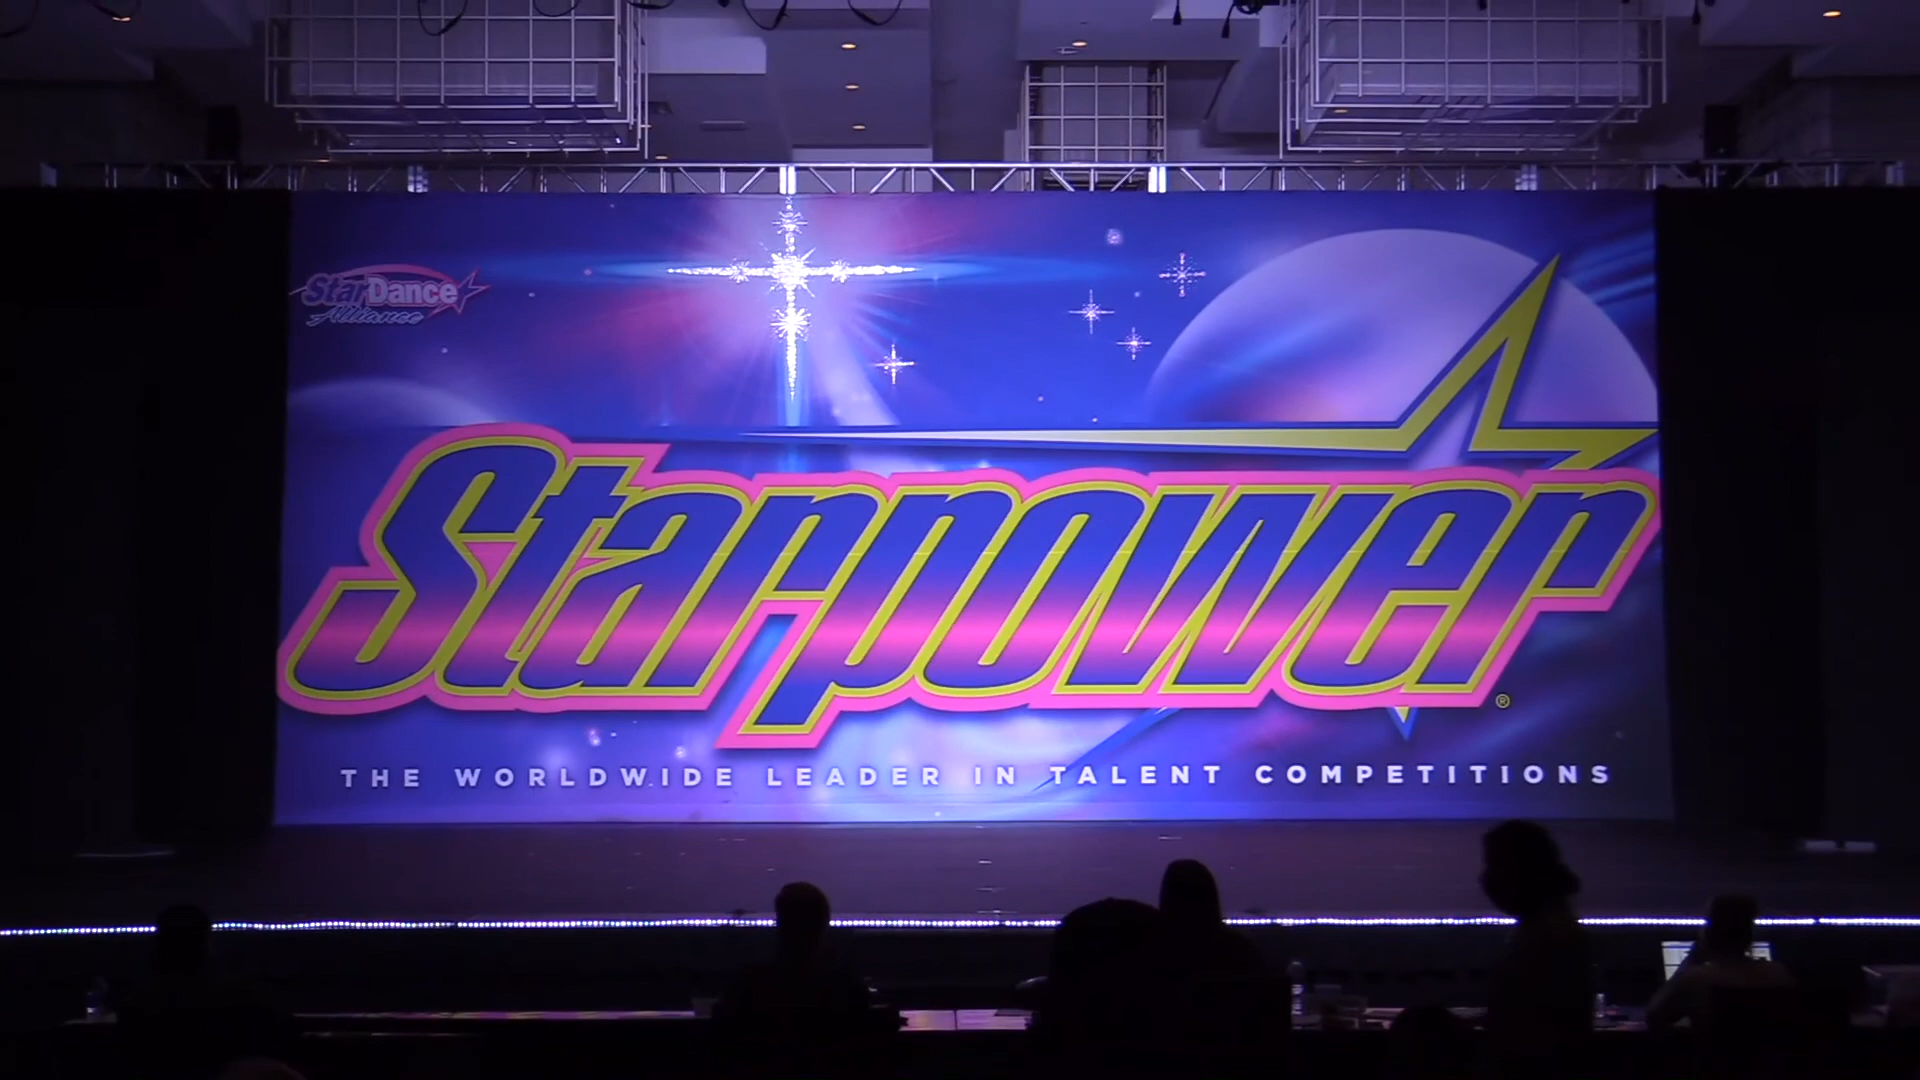 StarDance
Alliance
Starpower®
THE WORLDWIDE LEADER IN TALENT COMPETITIONS